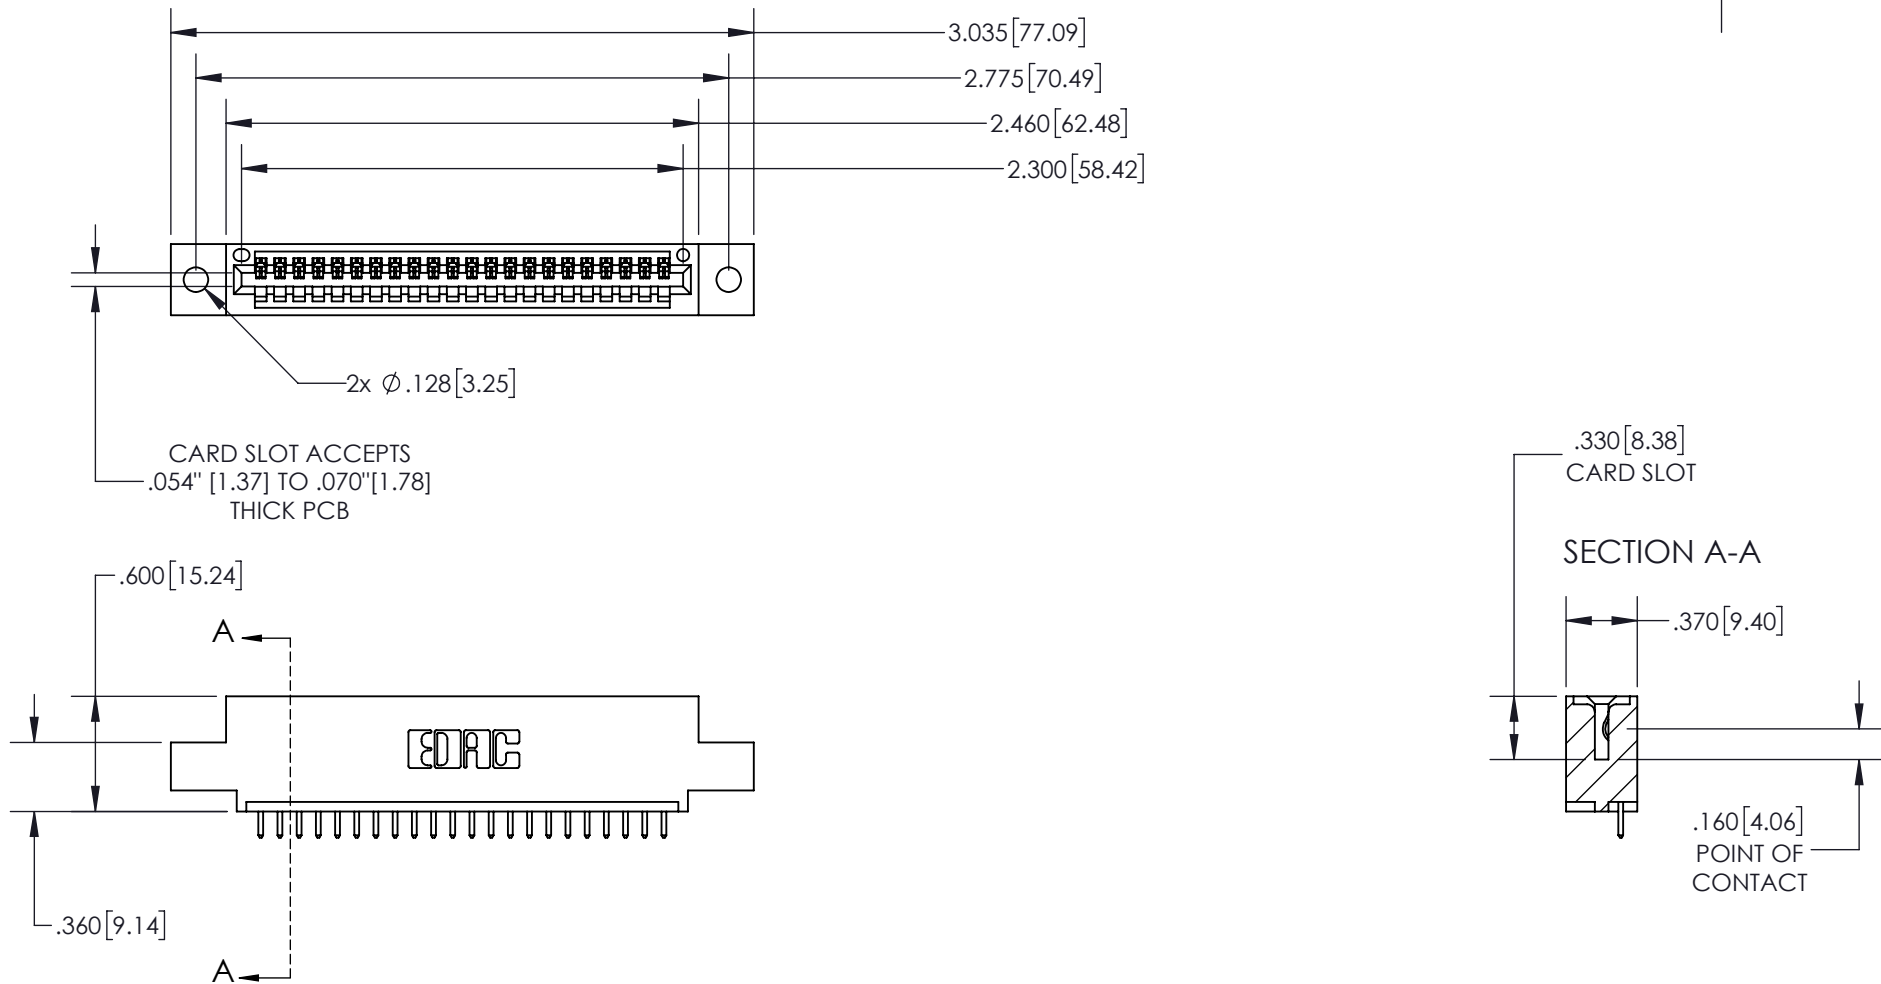 3.035[77.09]
2.775[70.49]
2.460[62.48]
2.300[58.42]
2x Ø.128[3.25]
CARD SLOT ACCEPTS
.054" [1.37] TO .070"[1.78]
THICK PCB
.330[8.38]
CARD SLOT
SECTION A-A
.600[15.24]
.370[9.40]
A
EDAC
.160[4.06]
POINT OF
CONTACT
.360[9.14]
A